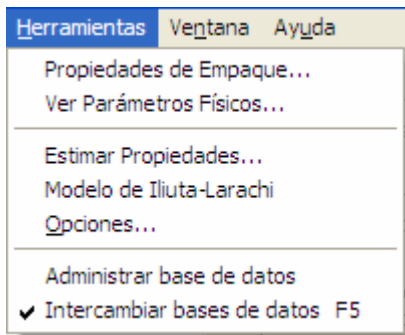 Herramientas Ventana Ayuda
Propiedades de Empaque...
Ver Parámetros Físicos...
Estimar Propiedades...
Modelo de Iliuta-Larachi
Opciones...
Administrar base de datos
✔ Intercambiar bases de datos F5